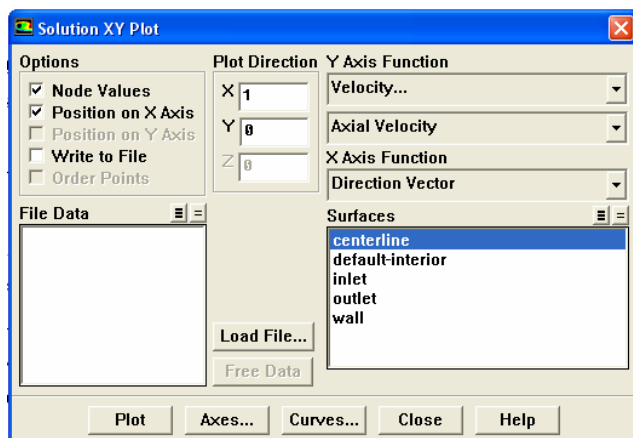 Solution XY Plot
Options
Node Values
Position on X Axis
Position on Y Axis
Write to File
Order Points
Plot Direction
X 1
Y 0
Z 0
Y Axis Function
Velocity...
Axial Velocity
X Axis Function
Direction Vector
File Data
Surfaces
centerline
default-interior
inlet
outlet
wall
Load File...
Free Data
Plot
Axes...
Curves...
Close
Help